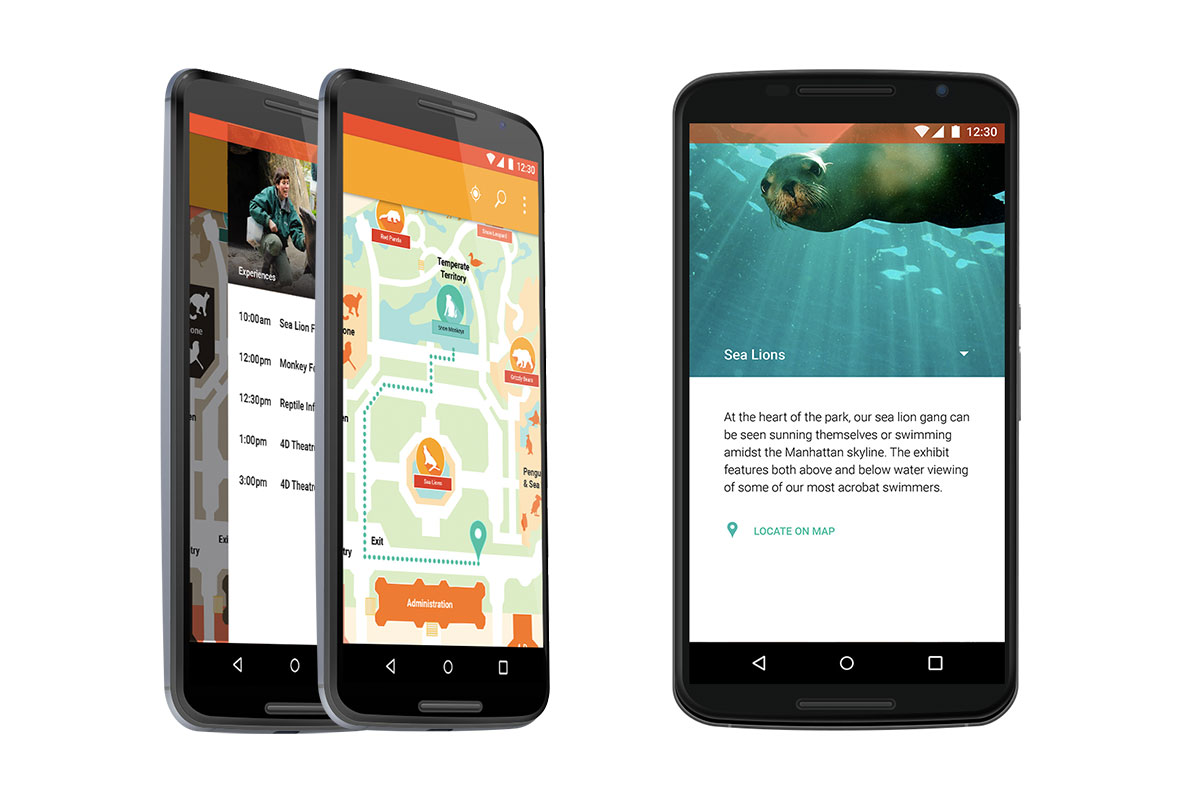 Experiences
10:00am Sea Lion F
12:00pm Monkey Fe
12:30pm Reptile Inf
1:00pm 4D Theatr
3:00pm 4D Theatr
one
Exi
try
12:30
Red Panda
Snow Leopard
Temperate
Territory
Snow Monkeys
one
Grizzly Bears
en
Sea Lions
Pengu
& Sea
Exit
try
Administration
12:30
Sea Lions
At the heart of the park, our sea lion gang can
be seen sunning themselves or swimming
amidst the Manhattan skyline. The exhibit
features both above and below water viewing
of some of our most acrobat swimmers.
LOCATE ON MAP